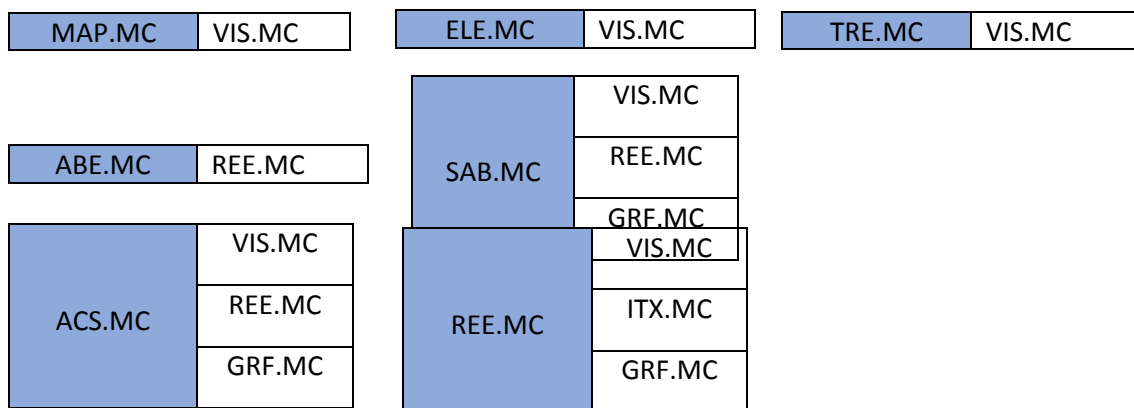 MAP.MC VIS.MC ELE.MC VIS.MC TRE.MC VIS.MC
ABE.MC REE.MC
SAB.MC
VIS.MC
REE.MC
GRF.MC
ACS.MC
VIS.MC
REE.MC
GRF.MC
REE.MC
VIS.MC
ITX.MC
GRF.MC